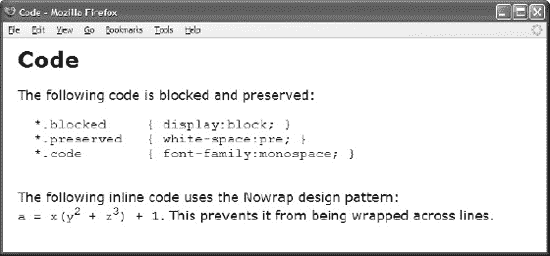 Code - Mozilla Firefox
File Edit View Go Bookmarks Tools Help
Code
The following code is blocked and preserved:
*.blocked { display:block; }
*.preserved { white-space:pre; }
*.code { font-family:monospace; }
The following inline code uses the Nowrap design pattern:
a = x(y² + z³) + 1. This prevents it from being wrapped across lines.